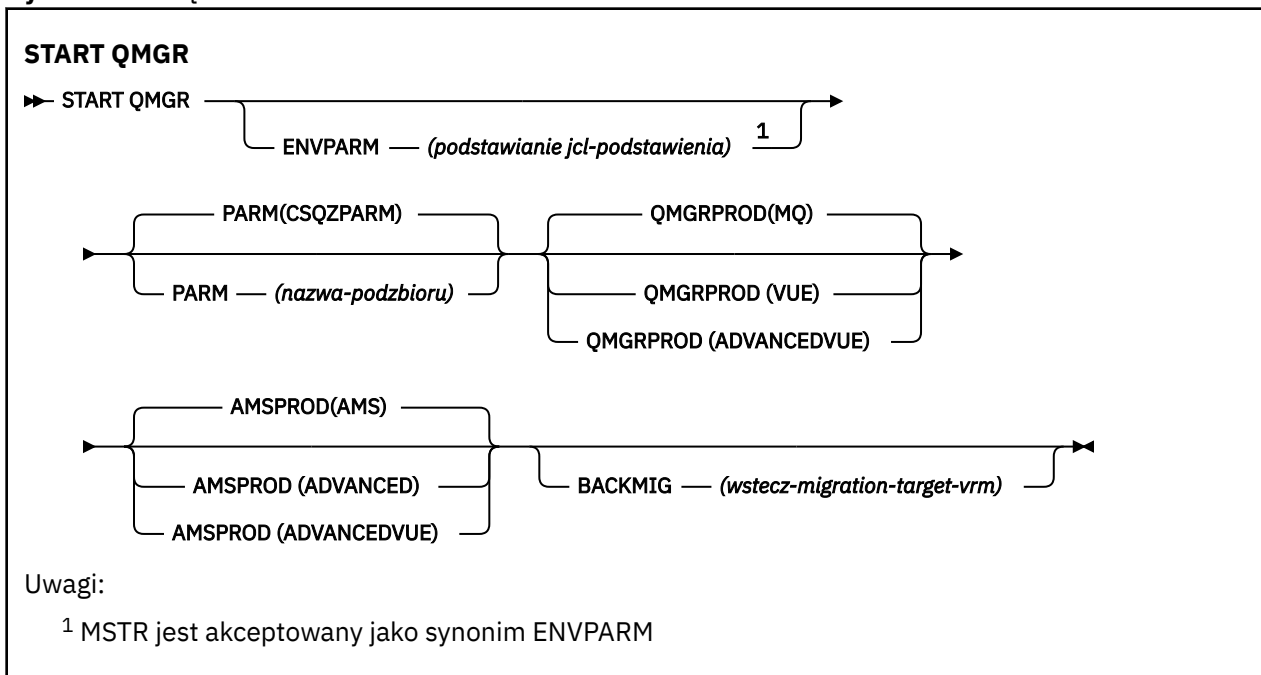 START QMGR
START QMGR
ENVPARM (podstawianie jcl-podstawienia) 1
PARM(CSQZPARM)
PARM (nazwa-podzbioru)
QMGRPROD(MQ)
QMGRPROD (VUE)
QMGRPROD (ADVANCEDVUE)
AMSPROD(AMS)
AMSPROD (ADVANCED)
AMSPROD (ADVANCEDVUE)
BACKMIG (wstecz-migration-target-vrm)
Uwagi:
1 MSTR jest akceptowany jako synonim ENVPARM